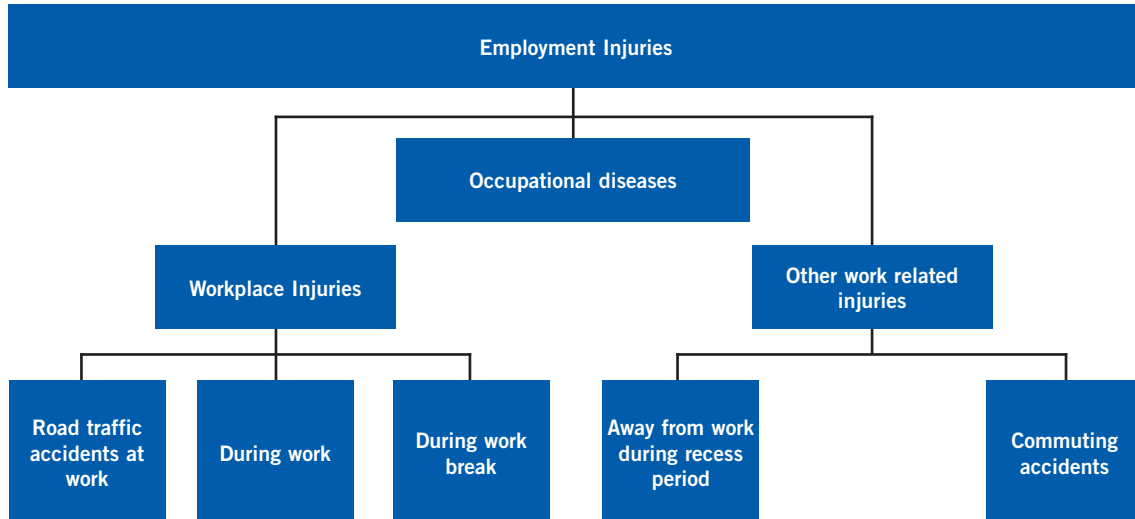 Employment Injuries
Occupational diseases
Workplace Injuries
Other work related
injuries
Road traffic
accidents at
work
During work
During work
break
Away from work
during recess
period
Commuting
accidents